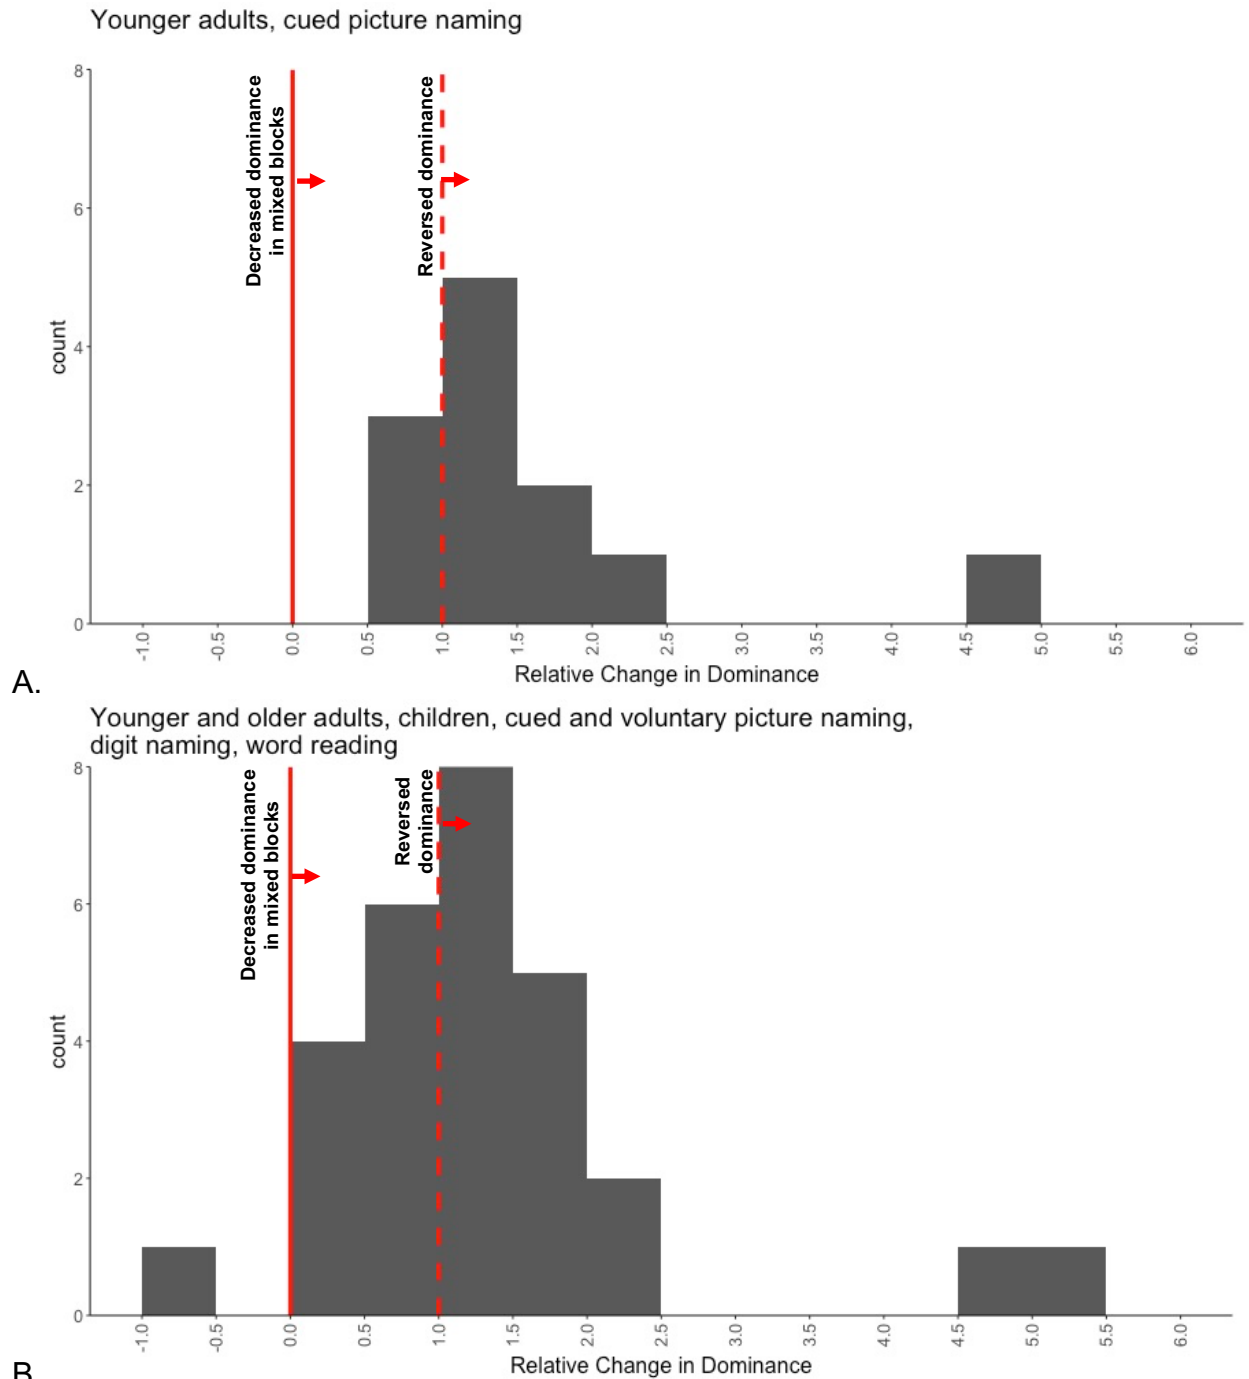 Younger adults, cued picture naming
8
6
4
2
0
count
Decreased dominance
in mixed blocks
Reversed dominance
-1.0
-0.5
0.0
0.5
1.0
1.5
2.0
2.5
3.0
3.5
4.0
4.5
5.0
5.5
6.0
Relative Change in Dominance
A.
Younger and older adults, children, cued and voluntary picture naming,
digit naming, word reading
8
6
4
2
0
count
Decreased dominance
in mixed blocks
Reversed
dominance
-1.0
-0.5
0.0
0.5
1.0
1.5
2.0
2.5
3.0
3.5
4.0
4.5
5.0
5.5
6.0
Relative Change in Dominance
B.